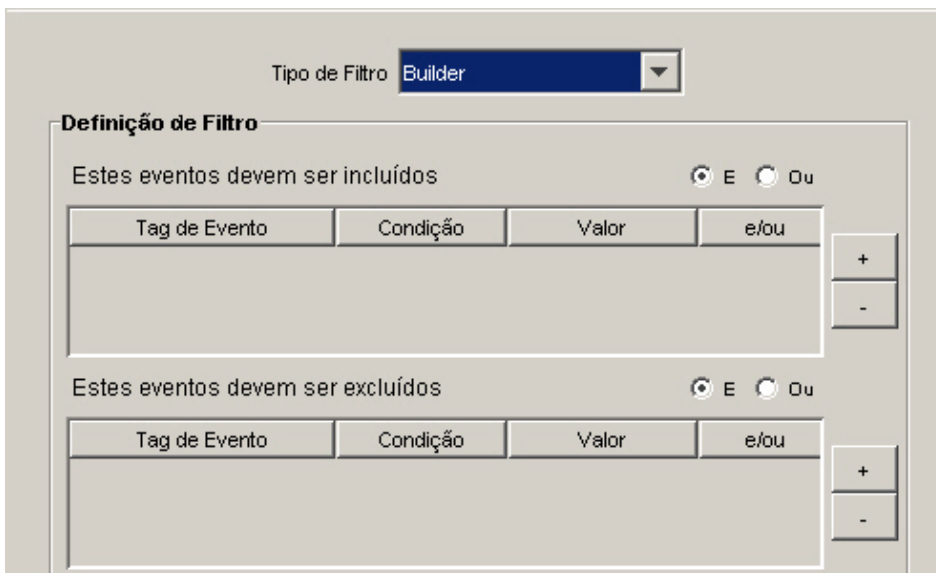 Tipo de Filtro Builder
Definição de Filtro
Estes eventos devem ser incluídos E Ou
Tag de Evento Condição Valor e/ou
+
-
Estes eventos devem ser excluídos E Ou
Tag de Evento Condição Valor e/ou
+
-